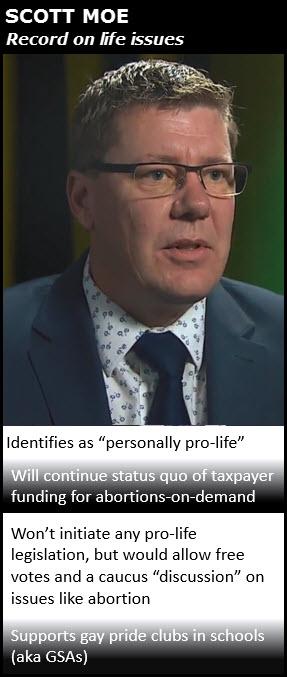 SCOTT MOE
Record on life issues
Identifies as “personally pro-life”
Will continue status quo of taxpayer
funding for abortions-on-demand
Won’t initiate any pro-life
legislation, but would allow free
votes and a caucus “discussion” on
issues like abortion
Supports gay pride clubs in schools
(aka GSAs)